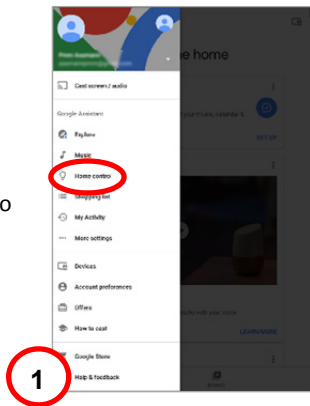 e home
Cast screen / audio
Google Assistant
Explore
Music
Home control
Shopping list
My Activity
More settings
Devices
Account preferences
Offers
How to cast
Google Store
Help & feedback
SET UP
LEARN MORE
o
1